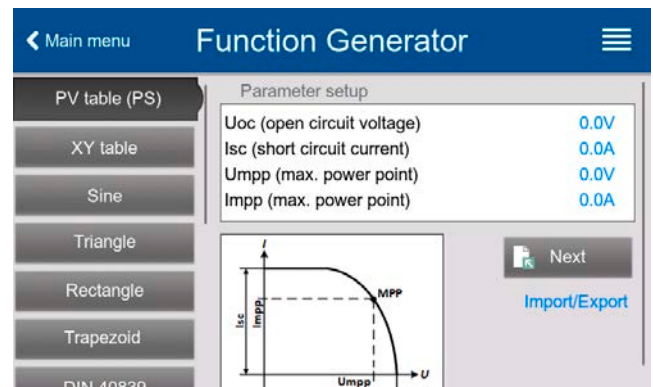 Main menu
Function Generator
PV table (PS)
XY table
Sine
Triangle
Rectangle
Trapezoid
DIN 40839
Parameter setup
Uoc (open circuit voltage) 0.0V
Isc (short circuit current) 0.0A
Umpp (max. power point) 0.0V
Impp (max. power point) 0.0A
I
Isc
Impp
MPP
Umpp
U
Next
Import/Export